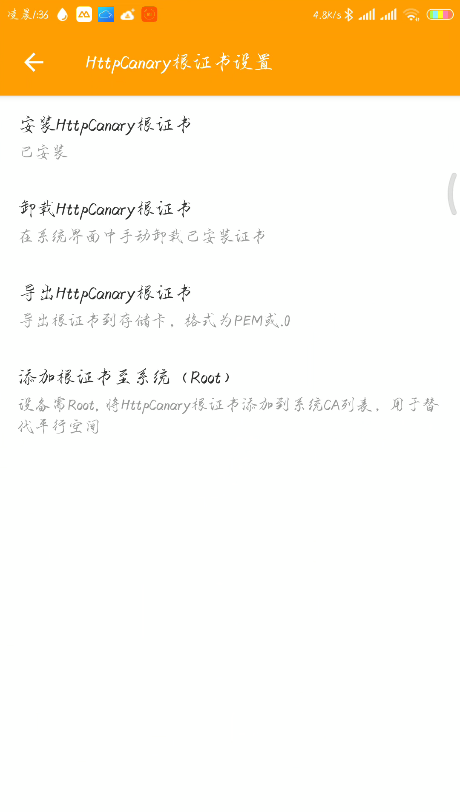 凌晨1:36
4.8K/s
HttpCanary根证书设置
安装HttpCanary根证书
已安装
卸载HttpCanary根证书
在系统界面中手动卸载已安装证书
导出HttpCanary根证书
导出根证书到存储卡，格式为PEM或.0
添加根证书至系统（Root）
设备需Root，将HttpCanary根证书添加到系统CA列表，用于替
代平行空间